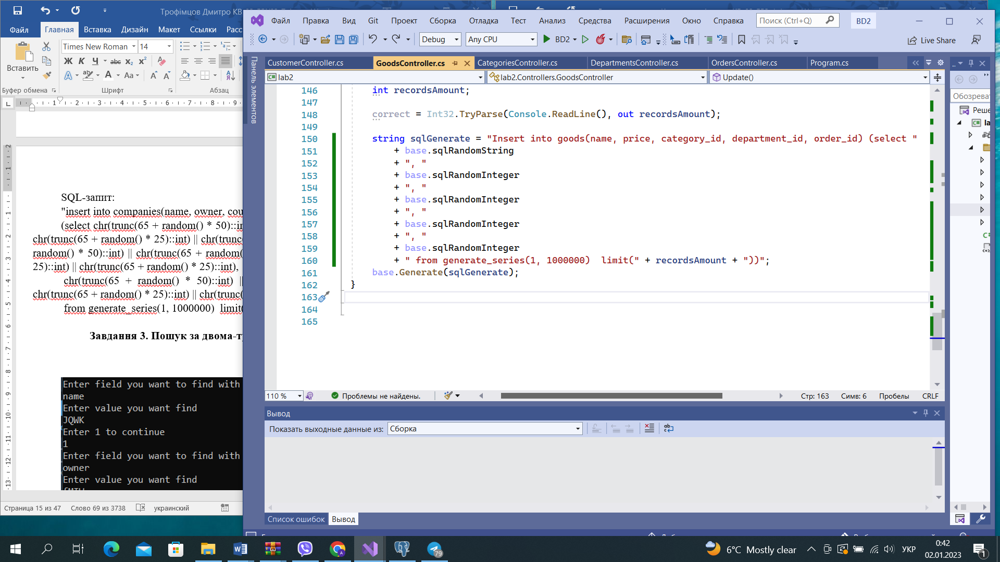 Трофімцов Дмитро КВ
Файл Главная Вставка Дизайн Макет Ссылки Расс
Вставить
Times New Roman 14
Ж К Ч abc x₂ x²
A A Aa A A
Буфер обмена Шрифт Абзац
SQL-запит:
"insert into companies(name, owner, cou
(select chr(trunc(65 + random() * 50)::in
chr(trunc(65 + random() * 25)::int) || chr(trunc
random() * 50)::int) || chr(trunc(65 + random(
25)::int) || chr(trunc(65 + random() * 25)::int),
chr(trunc(65 + random() * 50)::int) ||
chr(trunc(65 + random() * 25)::int) || chr(trunc(
from generate_series(1, 1000000) limit(
Завдання 3. Пошук за двома-т
Enter field you want to find with
name
Enter value you want find
JQWK
Enter 1 to continue
1
Enter field you want to find with
owner
Enter value you want find
Страница 15 из 47 Слово 69 из 3738 украинский
Файл Правка Вид Git Проект Сборка Отладка Тест Анализ Средства Расширения Окно Справка Поиск (Ctrl+Q) BD2
Debug Any CPU BD2 Live Share
Панель элементов
CustomerController.cs GoodsController.cs CategoriesController.cs DepartmentsController.cs OrdersController.cs Program.cs
lab2 lab2.Controllers.GoodsController Update()
146 int recordsAmount;
147
148 correct = Int32.TryParse(Console.ReadLine(), out recordsAmount);
149
150 string sqlGenerate = "Insert into goods(name, price, category_id, department_id, order_id) (select "
151 + base.sqlRandomString
152 + ", "
153 + base.sqlRandomInteger
154 + ", "
155 + base.sqlRandomInteger
156 + ", "
157 + base.sqlRandomInteger
158 + ", "
159 + base.sqlRandomInteger
160 + " from generate_series(1, 1000000)  limit(" + recordsAmount + "))";
161 base.Generate(sqlGenerate);
162 }
163
164
165
110 % Проблемы не найдены. Стр: 163 Симв: 6 Пробелы CRLF
Вывод
Показать выходные данные из: Сборка
Список ошибок Вывод
Обозреват
Реше
la
6°C Mostly clear УКР 0:42
02.01.2023
79
1